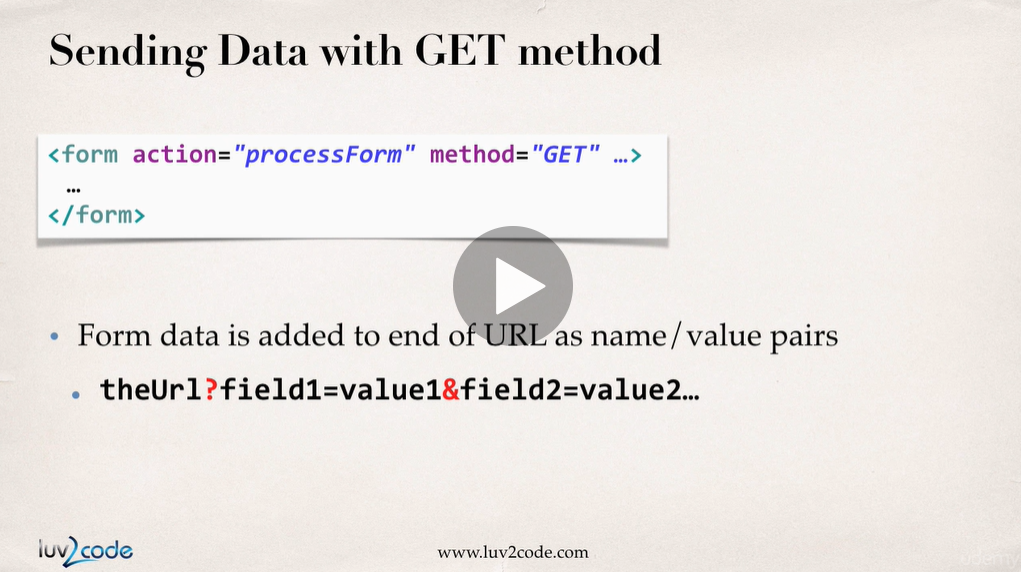 Sending Data with GET method
<form action="processForm" method="GET" …>
…
</form>
• Form data is added to end of URL as name/value pairs
• theUrl?field1=value1&field2=value2…
luv2code
www.luv2code.com
udemy